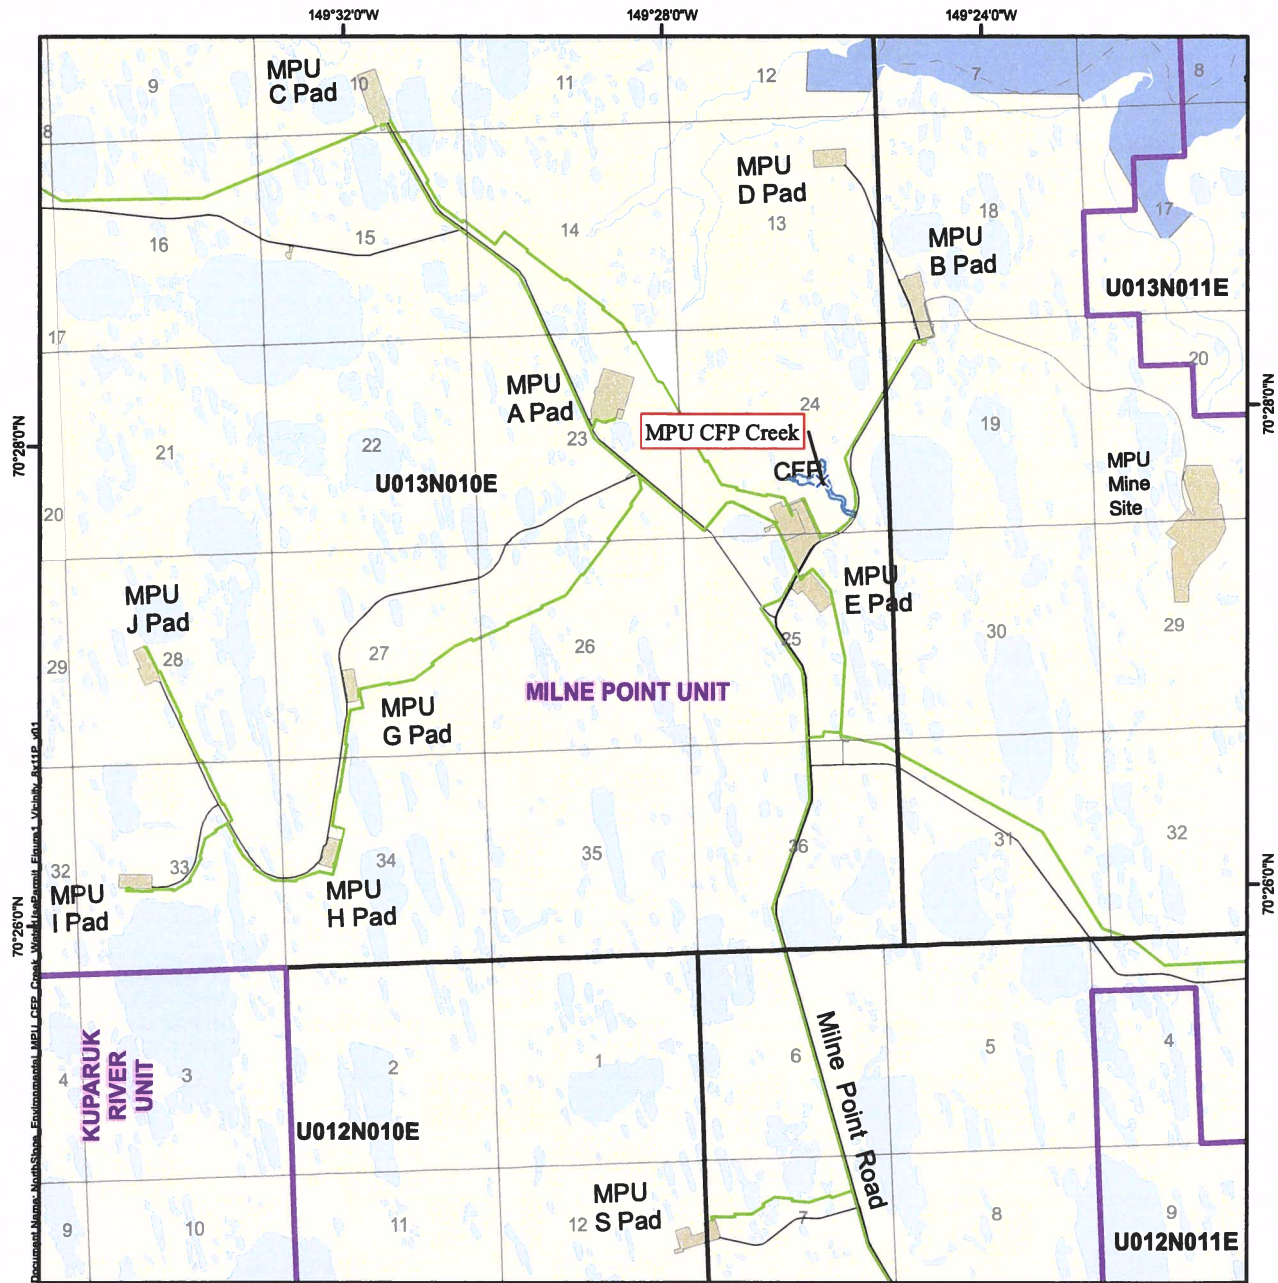 149°32'0"W
149°28'0"W
149°24'0"W
MPU
C Pad
9
10
11
12
7
8
8
MPU
D Pad
16
15
14
13
18
17
MPU
B Pad
U013N011E
17
20
MPU
A Pad
24
70°28'0"N
70°28'0"N
MPU CFP Creek
21
22
23
19
CFP
U013N010E
MPU
Mine
Site
20
MPU
J Pad
MPU
E Pad
29
28
27
26
25
30
29
MILNE POINT UNIT
MPU
G Pad
32
33
34
35
36
31
32
MPU
I Pad
MPU
H Pad
70°26'0"N
70°26'0"N
KUPARUK
RIVER
UNIT
4
3
2
1
6
5
4
Milne Point Road
U012N010E
MPU
S Pad
9
10
11
12
7
8
9
U012N011E
Document Name: NorthSlope_Environmental_MPU_CFP_Creek_WaterUsePermit_Figure1_Vicinity_8x11P_v01